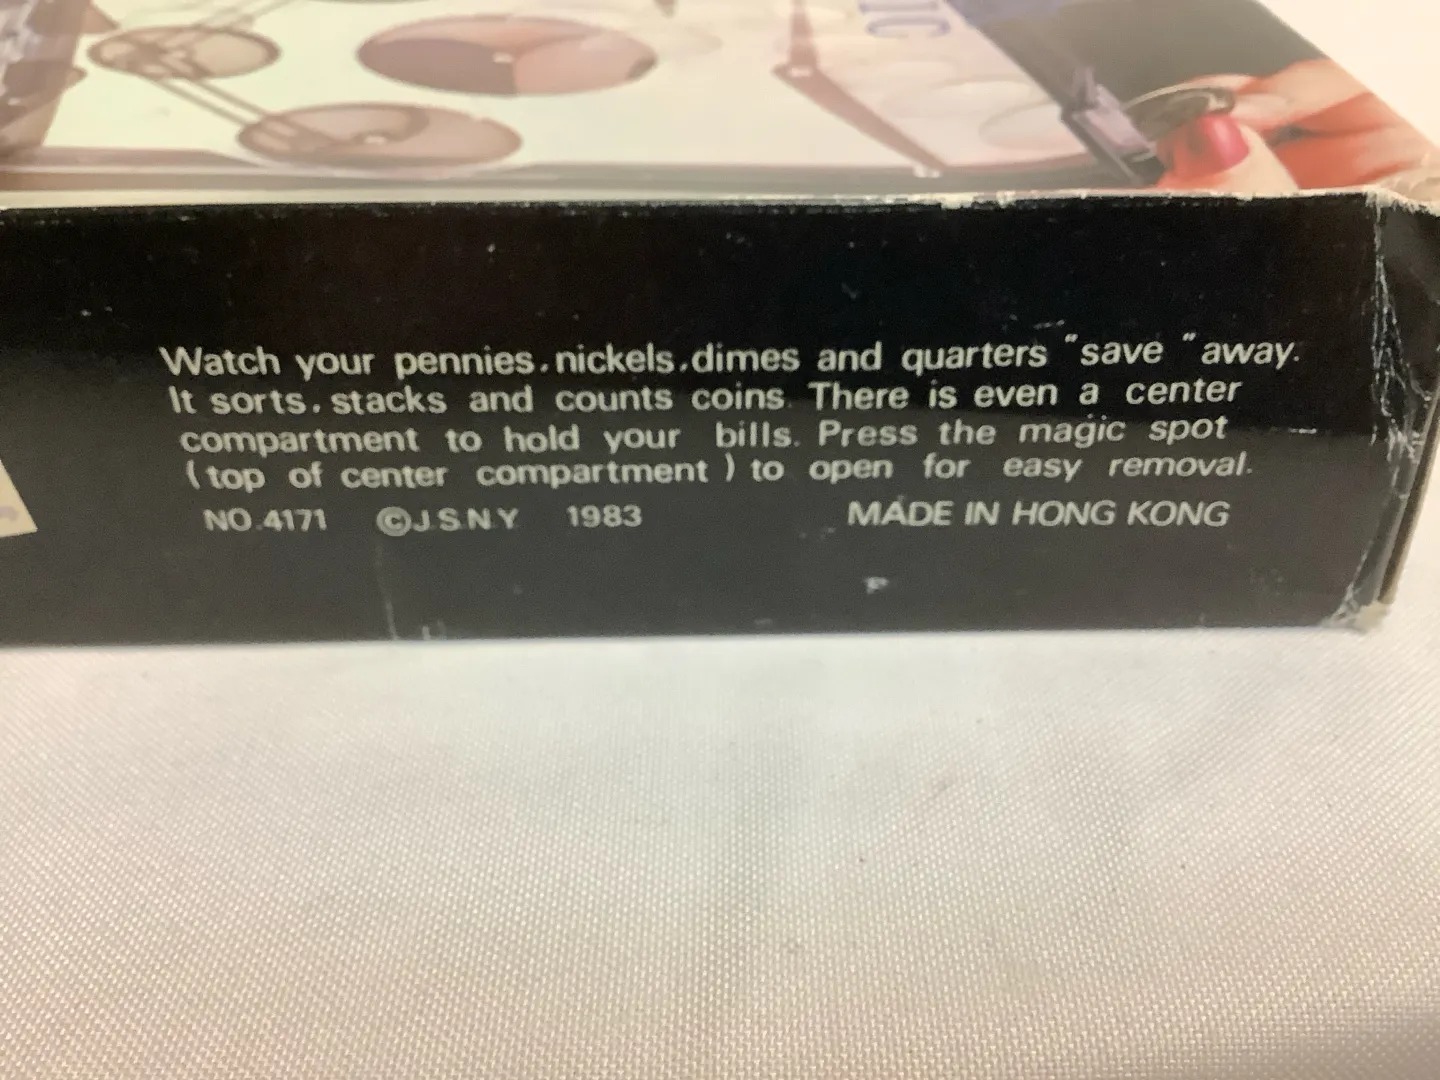 IC
Watch your pennies, nickels, dimes and quarters "save "away.
It sorts, stacks and counts coins. There is even a center
compartment to hold your bills. Press the magic spot
(top of center compartment ) to open for easy removal.
NO.4171 ©J.S.N.Y 1983 MADE IN HONG KONG